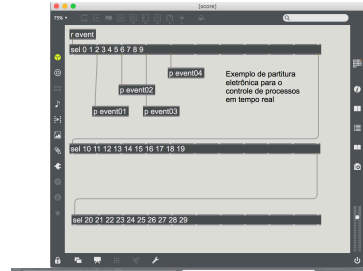 [score]
75%
r event
sel 0 1 2 3 4 5 6 7 8 9
p event04
p event02
p event01
p event03
Exemplo de partitura
eletrônica para o
controle de processos
em tempo real
sel 10 11 12 13 14 15 16 17 18 19
sel 20 21 22 23 24 25 26 27 28 29